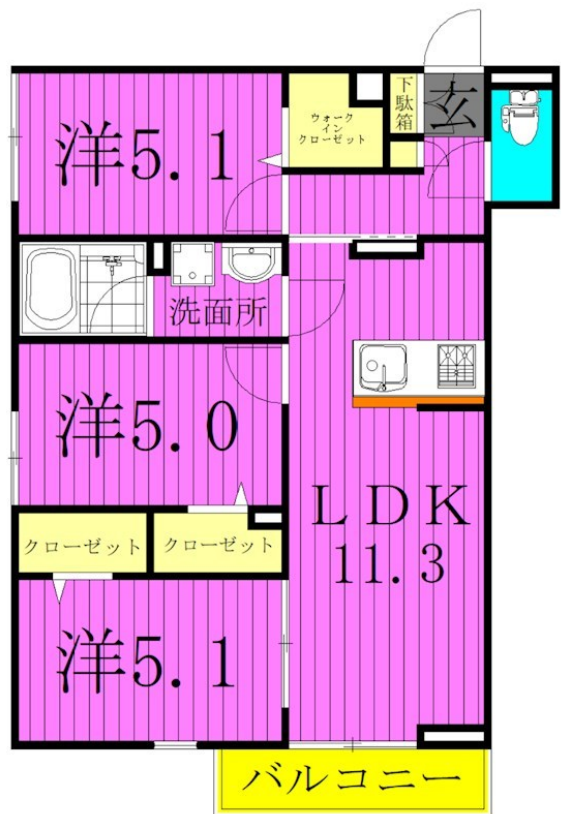 洋5.1
ウォーク
イン
クローゼット
下駄箱
玄
洗面所
洋5.0
LDK
11.3
クローゼット
クローゼット
洋5.1
バルコニー